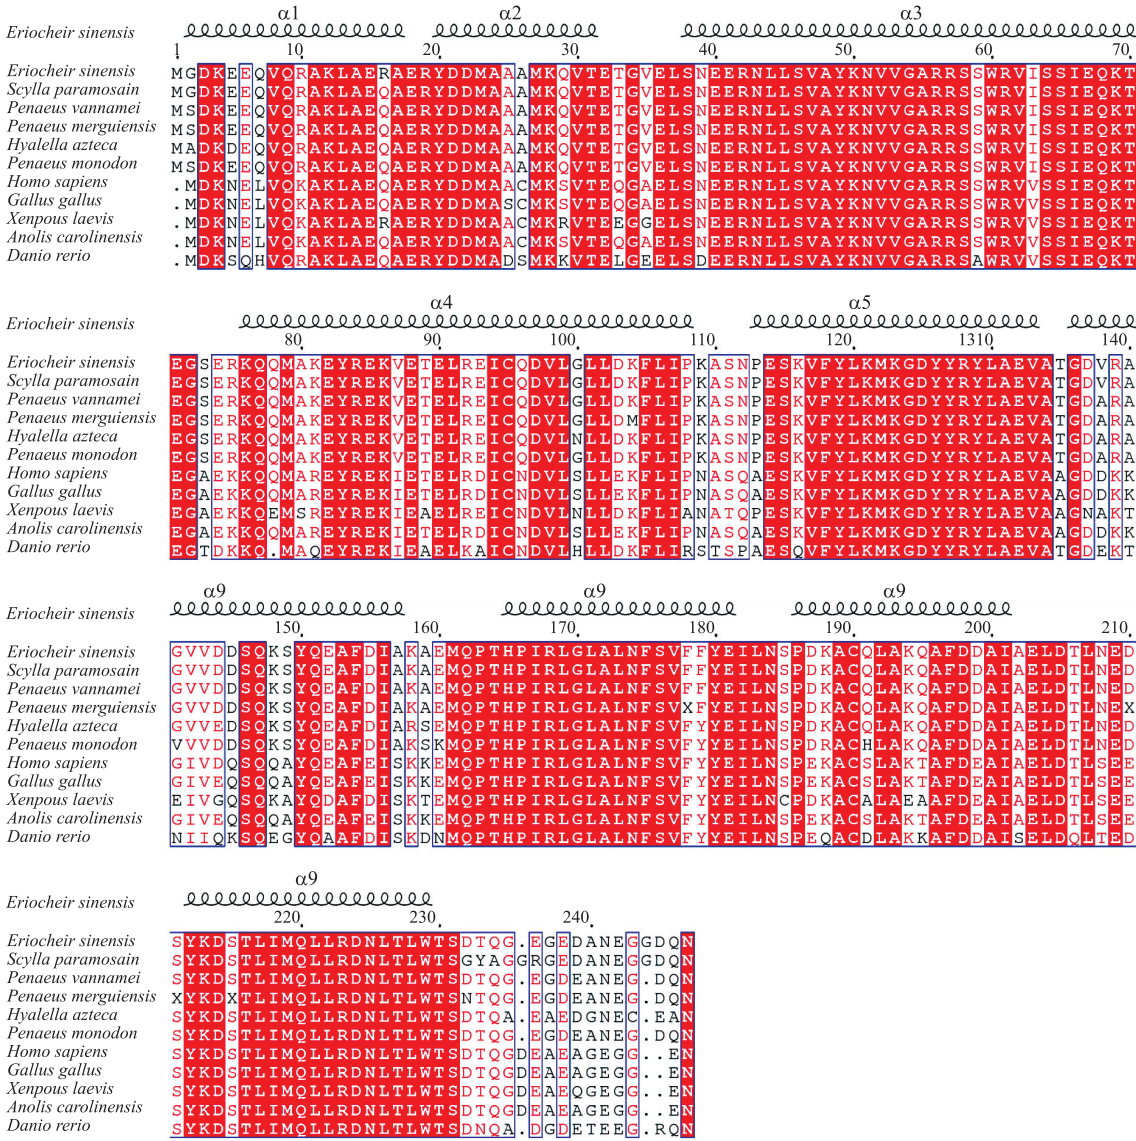 Eriocheir sinensis α1 α2 α3
1 10 20 30 40 50 60 70
Eriocheir sinensis MGDKEEQVQRAKLAERAERYDDMAAAMKQVTETGVELSNEERNLLSVAYKNVVGARRSSWRVISSIEQKT
Scylla paramosain MGDKEEQVQRAKLAEQAERYDDMAAAMKQVTETGVELSNEERNLLSVAYKNVVGARRSSWRVISSIEQKT
Penaeus vannamei MSDKEEQVQRAKLAEQAERYDDMAAAMKQVTETGVELSNEERNLLSVAYKNVVGARRSSWRVISSIEQKT
Penaeus merguiensis MSDKEEQVQRAKLAEQAERYDDMAAAMKQVTETGVELSNEERNLLSVAYKNVVGARRSSWRVISSIEQKT
Hyalella azteca MADKDEQVQRAKLAEQAERYDDMAAAMKQVTETGVELSNEERNLLSVAYKNVVGARRSSWRVISSIEQKT
Penaeus monodon MSDKEEQVQRAKLAEQAERYDDMAAAMKQVTETGVELSNEERNLLSVAYKNVVGARRSSWRVISSIEQKT
Homo sapiens .MDKNELVQKAKLAEQAERYDDMAACMKSVTEQGAELSNEERNLLSVAYKNVVGARRSSWRVVSSIEQKT
Gallus gallus .MDKNELVQKAKLAEQAERYDDMASCMKSVTEQGAELSNEERNLLSVAYKNVVGARRSSWRVVSSIEQKT
Xenpous laevis .MDKNELVQKAKLAERAERYDDMAACMKRVTEEGGELSNEERNLLSVAYKNVVGARRSSWRVVSSIEQKT
Anolis carolinensis .MDKNELVQKAKLAEQAERYDDMAACMKSVTEQGAELSNEERNLLSVAYKNVVGARRSSWRVVSSIEQKT
Danio rerio .MDKSQHVQRAKLAEQAERYDDMADSMKKVTELGEELSDEERNLLSVAYKNVVGARRSAWRVVSSIEQKT
Eriocheir sinensis α4 α5
80 90 100 110 120 1310 140
Eriocheir sinensis EGSERKQQMAKEYREKVETELREICQDVLGLLDKFLIPKASNPESKVFYLKMKGDYYRYLAEVATGDVRA
Scylla paramosain EGSERKQQMAKEYREKVETELREICQDVLGLLDKFLIPKASNPESKVFYLKMKGDYYRYLAEVATGDVRA
Penaeus vannamei EGSERKQQMAKEYREKVETELREICQDVLGLLDKFLIPKASNPESKVFYLKMKGDYYRYLAEVATGDARA
Penaeus merguiensis EGSERKQQMAKEYREKVETELREICQDVLGLLDMFLIPKASNPESKVFYLKMKGDYYRYLAEVATGDARA
Hyalella azteca EGSERKQQMAKEYREKVETELREICQDVLNLLDKFLIPKASNPESKVFYLKMKGDYYRYLAEVATGDARA
Penaeus monodon EGSERKQQMAKEYREKVETELREICQDVLGLLDKFLIPKASNPESKVFYLKMKGDYYRYLAEVATGDARA
Homo sapiens EGAEKKQQMAREYREKIETELRDICNDVLSLLEKFLIPNASQAESKVFYLKMKGDYYRYLAEVAAGDDKK
Gallus gallus EGAEKKQQMAREYREKIETELRDICNDVLSLLEKFLIPNASQAESKVFYLKMKGDYYRYLAEVAAGDDKK
Xenpous laevis EGAEKKQEMSREYREKIEAELREICNDVLNLLDKFLIANATQPESKVFYLKMKGDYYRYLAEVAAGNAKT
Anolis carolinensis EGAEKKQQMAREYREKIETELRDICNDVLSLLEKFLIPNASQAESKVFYLKMKGDYYRYLAEVAAGDDKK
Danio rerio EGTDKKQ.MAQEYREKIEAELKAICNDVLHLLDKFLIRSTSPAESQVFYLKMKGDYYRYLAEVATGDEKT
Eriocheir sinensis α9 α9 α9
150 160 170 180 190 200 210
Eriocheir sinensis GVVDDSQKSYQEAFDIAKAEMQPTHPIRLGLALNFSVFFYEILNSPDKACQLAKQAFDDAIAELDTLNED
Scylla paramosain GVVDDSQKSYQEAFDIAKAEMQPTHPIRLGLALNFSVFFYEILNSPDKACQLAKQAFDDAIAELDTLNED
Penaeus vannamei GVVDDSQKSYQEAFDIAKAEMQPTHPIRLGLALNFSVFFYEILNSPDKACQLAKQAFDDAIAELDTLNED
Penaeus merguiensis GVVDDSQKSYQEAFDIAKAEMQPTHPIRLGLALNFSVXFYEILNSPDKACQLAKQAFDDAIAELDTLNEX
Hyalella azteca GVVEDSQKSYQEAFDIARSEMQPTHPIRLGLALNFSVFYYEILNSPDKACQLAKQAFDDAIAELDTLNED
Penaeus monodon VVVDDSQKSYQEAFDIAKSKMQPTHPIRLGLALNFSVFYYEILNSPDRACHLAKQAFDDAIAELDTLNED
Homo sapiens GIVDQSQQAYQEAFEISKKEMQPTHPIRLGLALNFSVFYYEILNSPEKACSLAKTAFDEAIAELDTLSEE
Gallus gallus GIVEQSQQAYQEAFEISKKEMQPTHPIRLGLALNFSVFYYEILNSPEKACSLAKTAFDEAIAELDTLSEE
Xenpous laevis EIVGQSQKAYQDAFDISKTEMQPTHPIRLGLALNFSVFYYEILNCPDKACALAEAAFDEAIAELDTLSEE
Anolis carolinensis GIVEQSQQAYQEAFDISKKEMQPTHPIRLGLALNFSVFYYEILNSPEKACSLAKTAFDEAIAELDTLSEE
Danio rerio NIIQKSQEGYQAAFDISKDNMQPTHPIRLGLALNFSVFYYEILNSPEQACDLAKKAFDDAISELDQLTED
Eriocheir sinensis α9
220 230 240
Eriocheir sinensis SYKDSTLIMQLLRDNLTLWTSDTQG.EGEDANEGGDQN
Scylla paramosain SYKDSTLIMQLLRDNLTLWTSGYAGGRGEDANEGGDQN
Penaeus vannamei SYKDSTLIMQLLRDNLTLWTSDTQG.EGDEANEG.DQN
Penaeus merguiensis XYKDXTLIMQLLRDNLTLWTSNTQG.EGDEANEG.DQN
Hyalella azteca SYKDSTLIMQLLRDNLTLWTSDTQA.EAEDGNEC.EAN
Penaeus monodon SYKDSTLIMQLLRDNLTLWTSDTQG.EGDEANEG.DQN
Homo sapiens SYKDSTLIMQLLRDNLTLWTSDTQGDEAEAGEGG..EN
Gallus gallus SYKDSTLIMQLLRDNLTLWTSDTQGDEAEAGEGG..EN
Xenpous laevis SYKDSTLIMQLLRDNLTLWTSDTQGDEAEQGEGG..EN
Anolis carolinensis SYKDSTLIMQLLRDNLTLWTSDTQGDEAEAGEGG..EN
Danio rerio SYKDSTLIMQLLRDNLTLWTSDNQA.DGDETEEG.RQN